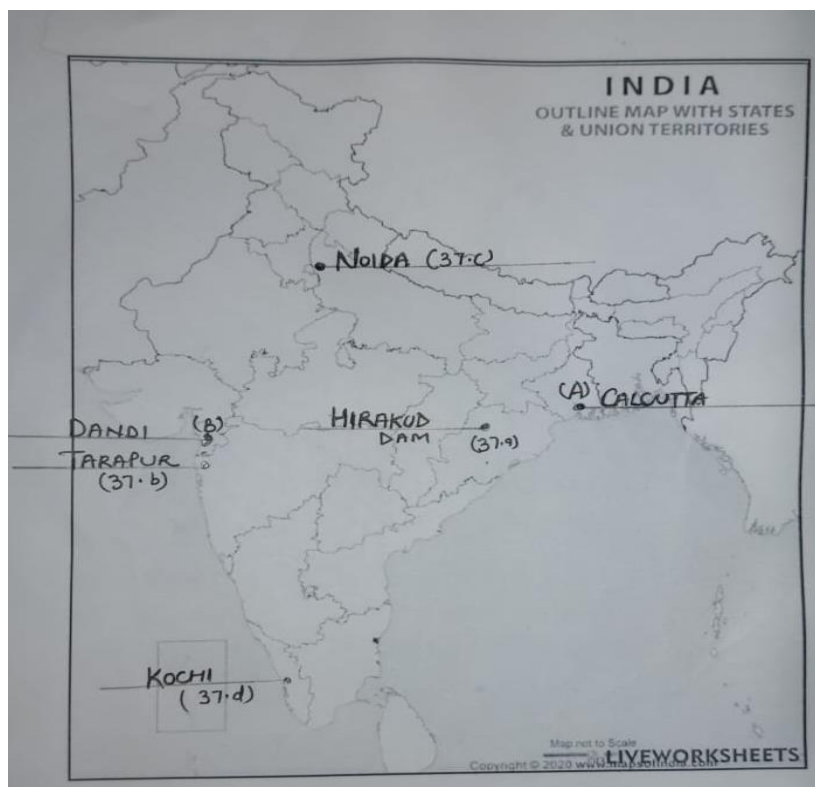 INDIA
OUTLINE MAP WITH STATES
& UNION TERRITORIES
NOIDA (37.c)
(A) CALCUTTA
HIRAKUD
DAM
(37.a)
DANDI (B)
TARAPUR
(37.b)
KOCHI
(37.d)
Map not to Scale
LIVEWORKSHEETS
Copyright © 2020 www.mapsofindia.com